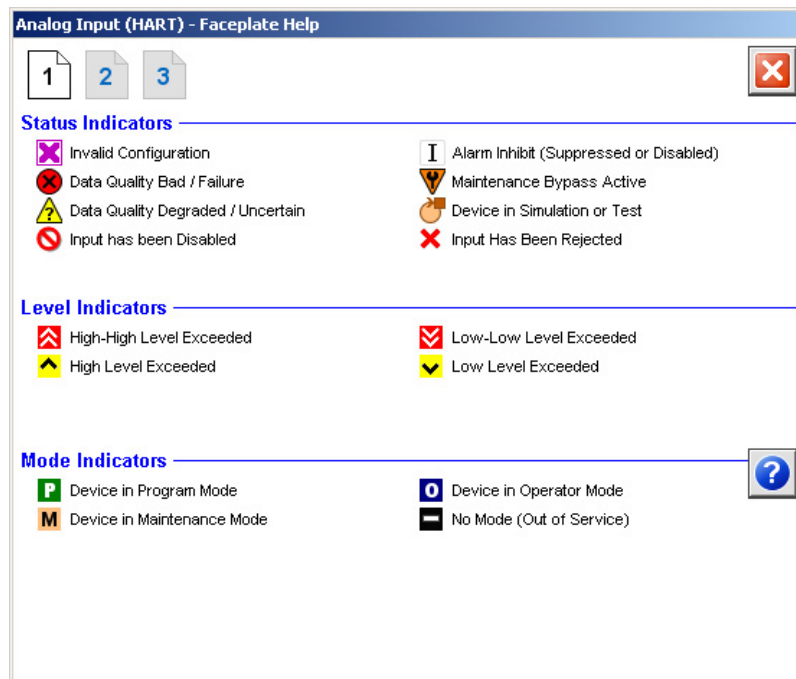 Analog Input (HART) - Faceplate Help
1 2 3
Status Indicators
Invalid Configuration
I Alarm Inhibit (Suppressed or Disabled)
Data Quality Bad / Failure
Maintenance Bypass Active
? Data Quality Degraded / Uncertain
Device in Simulation or Test
Input has been Disabled
Input Has Been Rejected
Level Indicators
High-High Level Exceeded
Low-Low Level Exceeded
High Level Exceeded
Low Level Exceeded
Mode Indicators
?
P Device in Program Mode
O Device in Operator Mode
M Device in Maintenance Mode
No Mode (Out of Service)